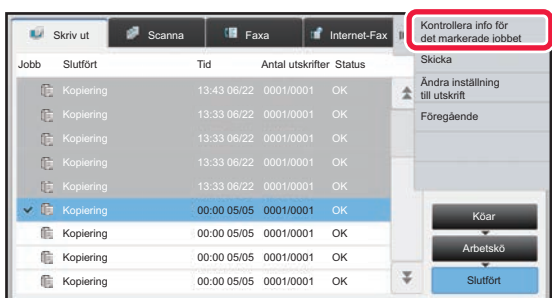 Skriv ut Scanna Faxa Internet-Fax
Jobb Slutfört Tid Antal utskrifter Status
Kopiering 13:43 06/22 0001/0001 OK
Kopiering 13:33 06/22 0001/0001 OK
Kopiering 13:33 06/22 0001/0001 OK
Kopiering 13:33 06/22 0001/0001 OK
Kopiering 13:33 06/22 0001/0001 OK
Kopiering 00:00 05/05 0001/0001 OK
Kopiering 00:00 05/05 0001/0001 OK
Kopiering 00:00 05/05 0001/0001 OK
Kopiering 00:00 05/05 0001/0001 OK
Kontrollera info för
det markerade jobbet
Skicka
Ändra inställning
till utskrift
Föregående
Köar
Arbetskö
Slutfört